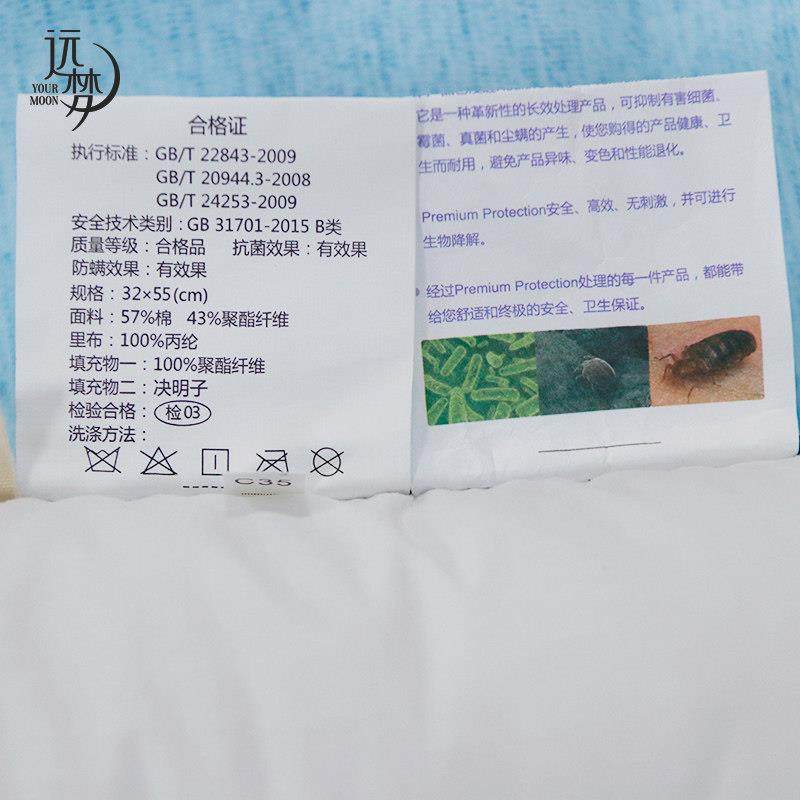 远梦
YOUR MOON
合格证
执行标准：GB/T 22843-2009
GB/T 20944.3-2008
GB/T 24253-2009
安全技术类别：GB 31701-2015 B类
质量等级：合格品 抗菌效果：有效果
防螨效果：有效果
规格：32×55(cm)
面料：57%棉 43%聚酯纤维
里布：100%丙纶
填充物一：100%聚酯纤维
填充物二：决明子
检验合格：检03
洗涤方法：
C35
它是一种革新性的长效处理产品，可抑制有害细菌、
霉菌、真菌和尘螨的产生，使您购得的产品健康、卫
生而耐用，避免产品异味、变色和性能退化。
Premium Protection安全、高效、无刺激，并可进行
生物降解。
经过Premium Protection处理的每一件产品，都能带
给您舒适和终极的安全、卫生保证。